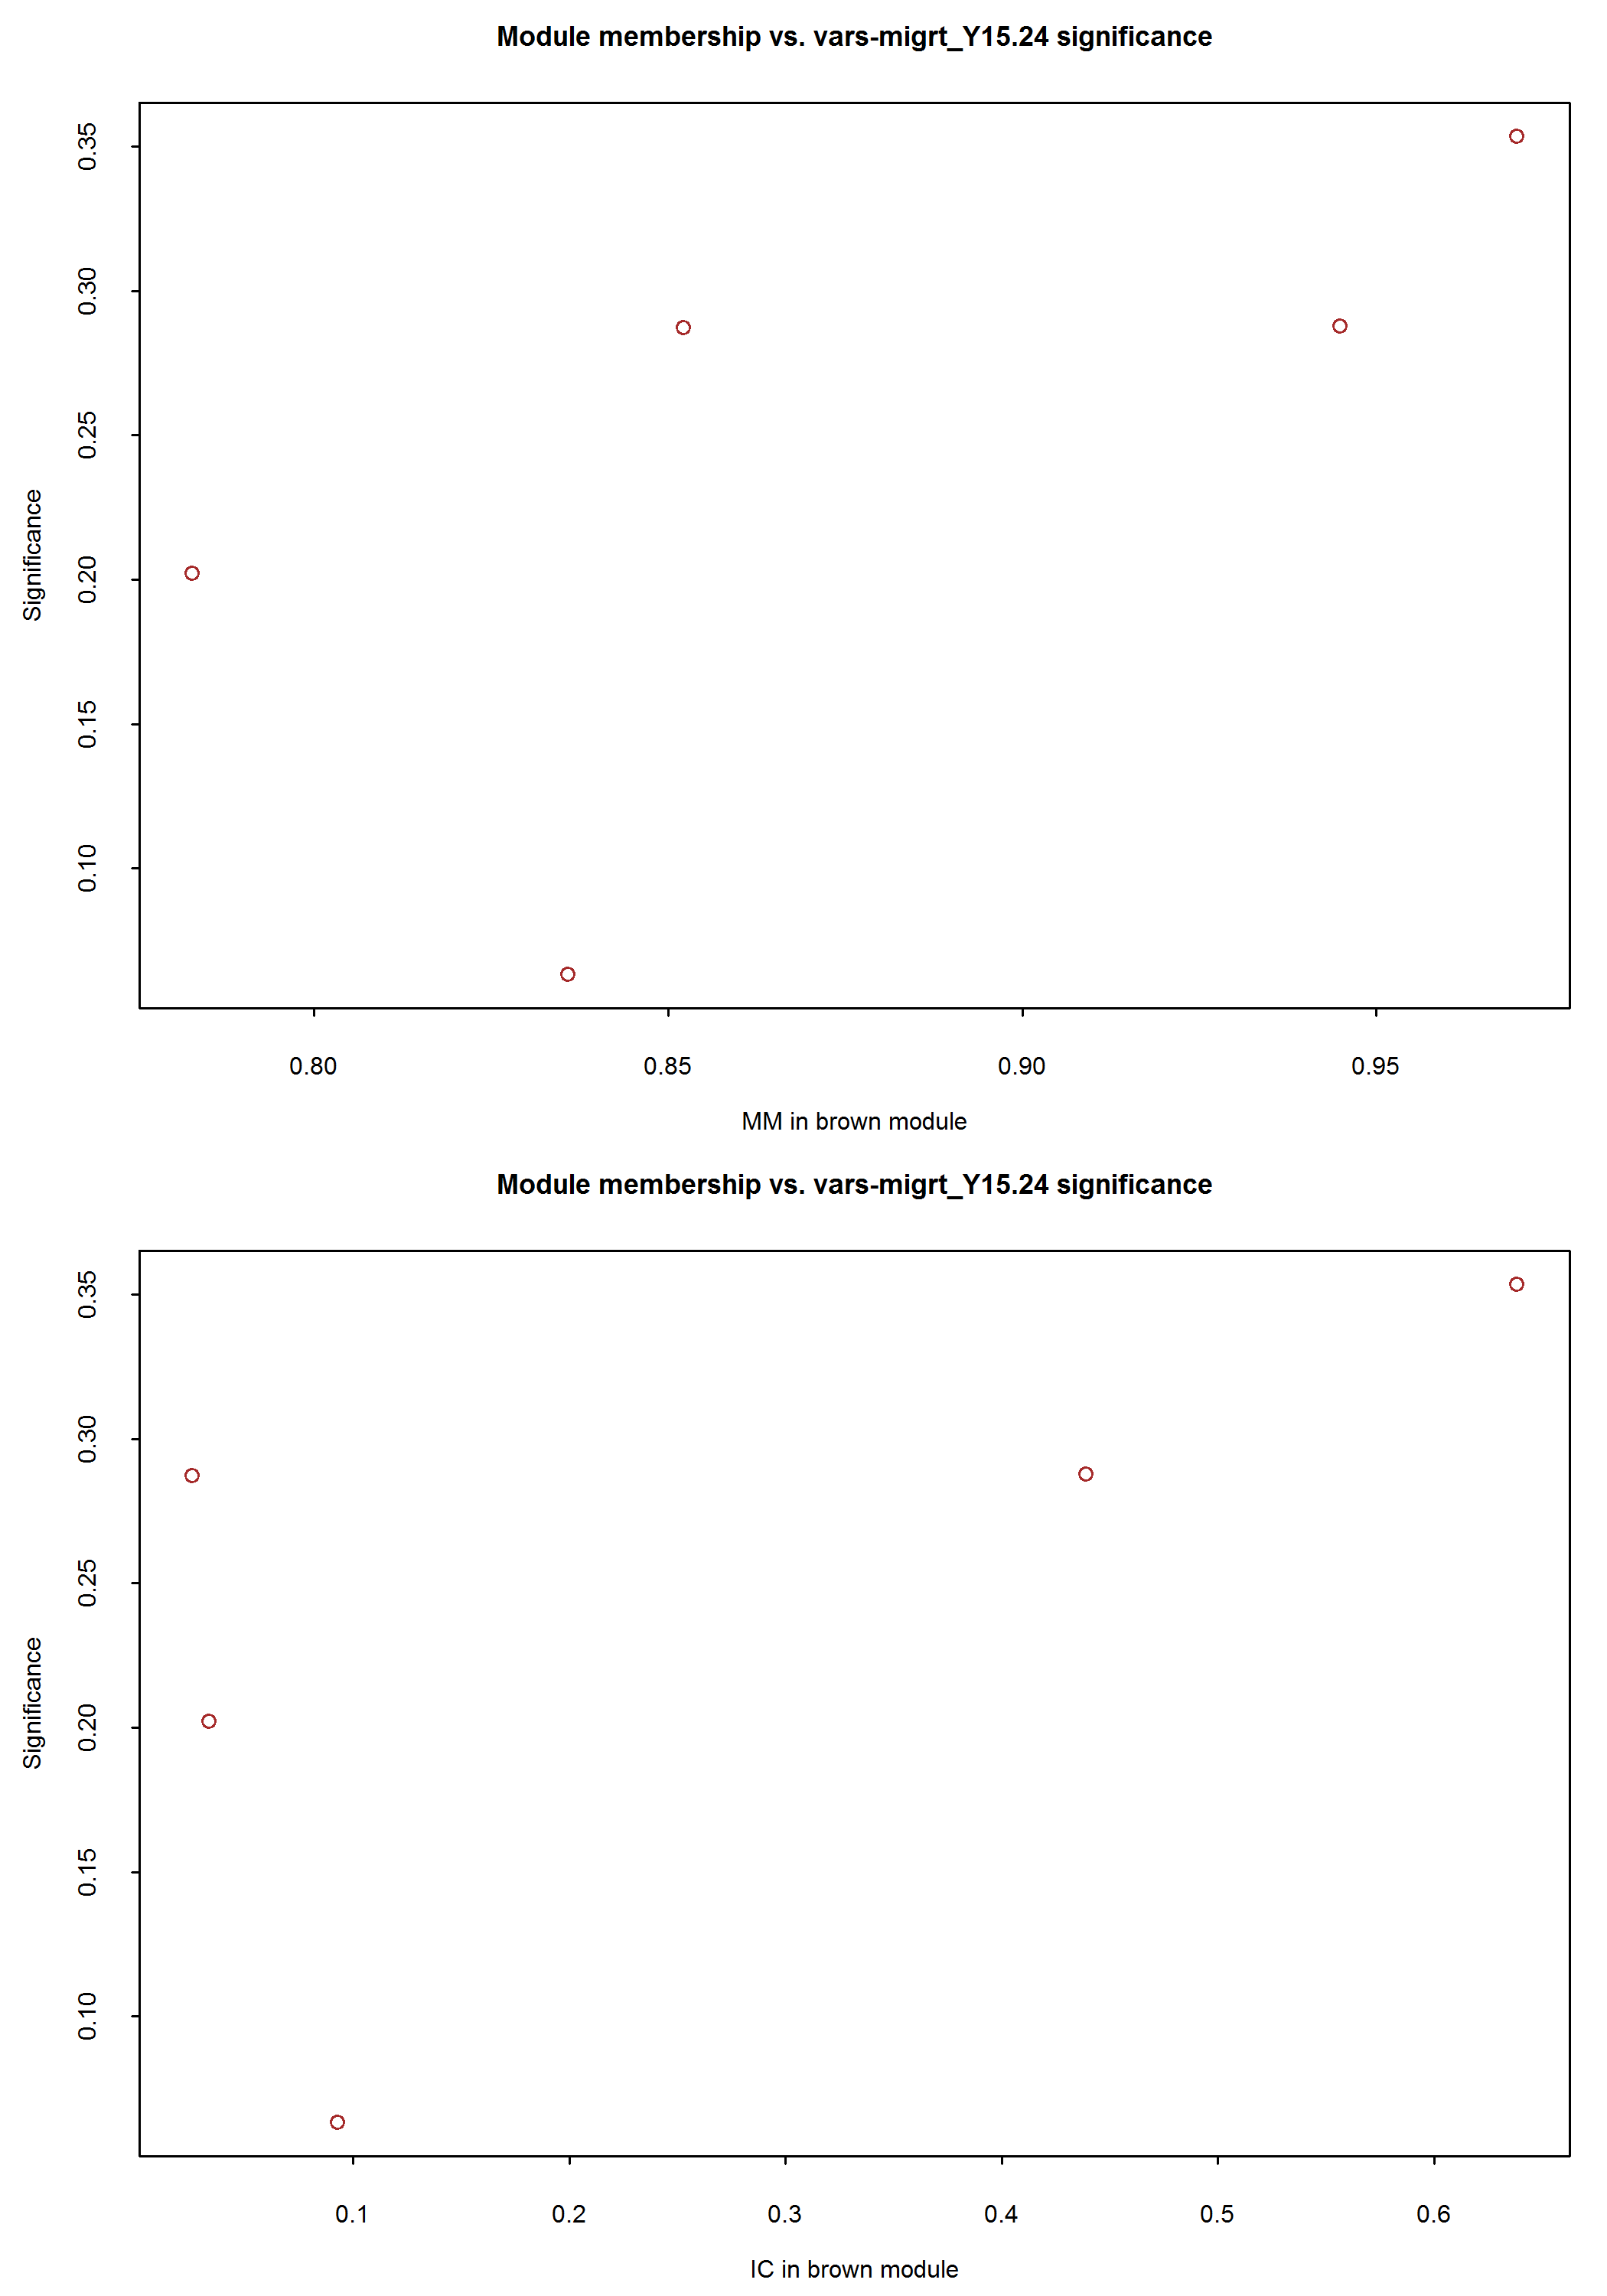 Module membership vs. vars-migrt_Y15.24 significance
0.35
0.30
0.25
0.20
0.15
0.10
Significance
0.80 0.85 0.90 0.95
MM in brown module
Module membership vs. vars-migrt_Y15.24 significance
0.35
0.30
0.25
0.20
0.15
0.10
Significance
0.1 0.2 0.3 0.4 0.5 0.6
IC in brown module